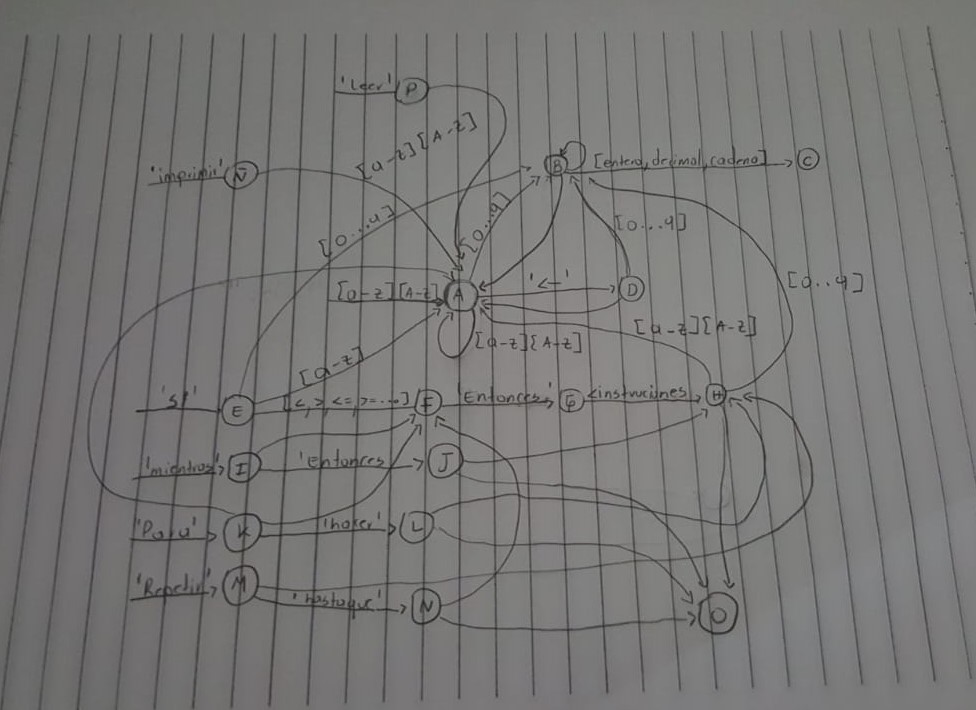 'leer' P
[a-z][A-Z]
'imprimir' Ñ
B [entero,decimal,cadena] C
[0...9]
[0...9]
[0...9]
[0..9]
[a-z][A-Z] A '<-' D
[a-z][A-Z]
[a-z][A-Z]
[a-z]
'si' E [<,>,<=,>=...] F 'Entonces' G <instruciones H
'mientras' I 'Entonces J
'Para' K 'hacer' L
'Repetir' M 'hastaque' N
O